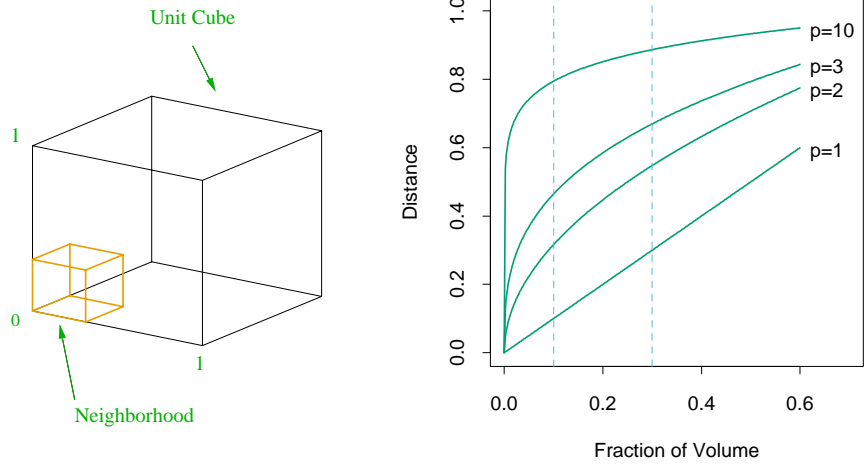 Unit Cube
1
0
1
Neighborhood
1.0
0.8
0.6
0.4
0.2
0.0
Distance
p=10
p=3
p=2
p=1
0.0 0.2 0.4 0.6
Fraction of Volume